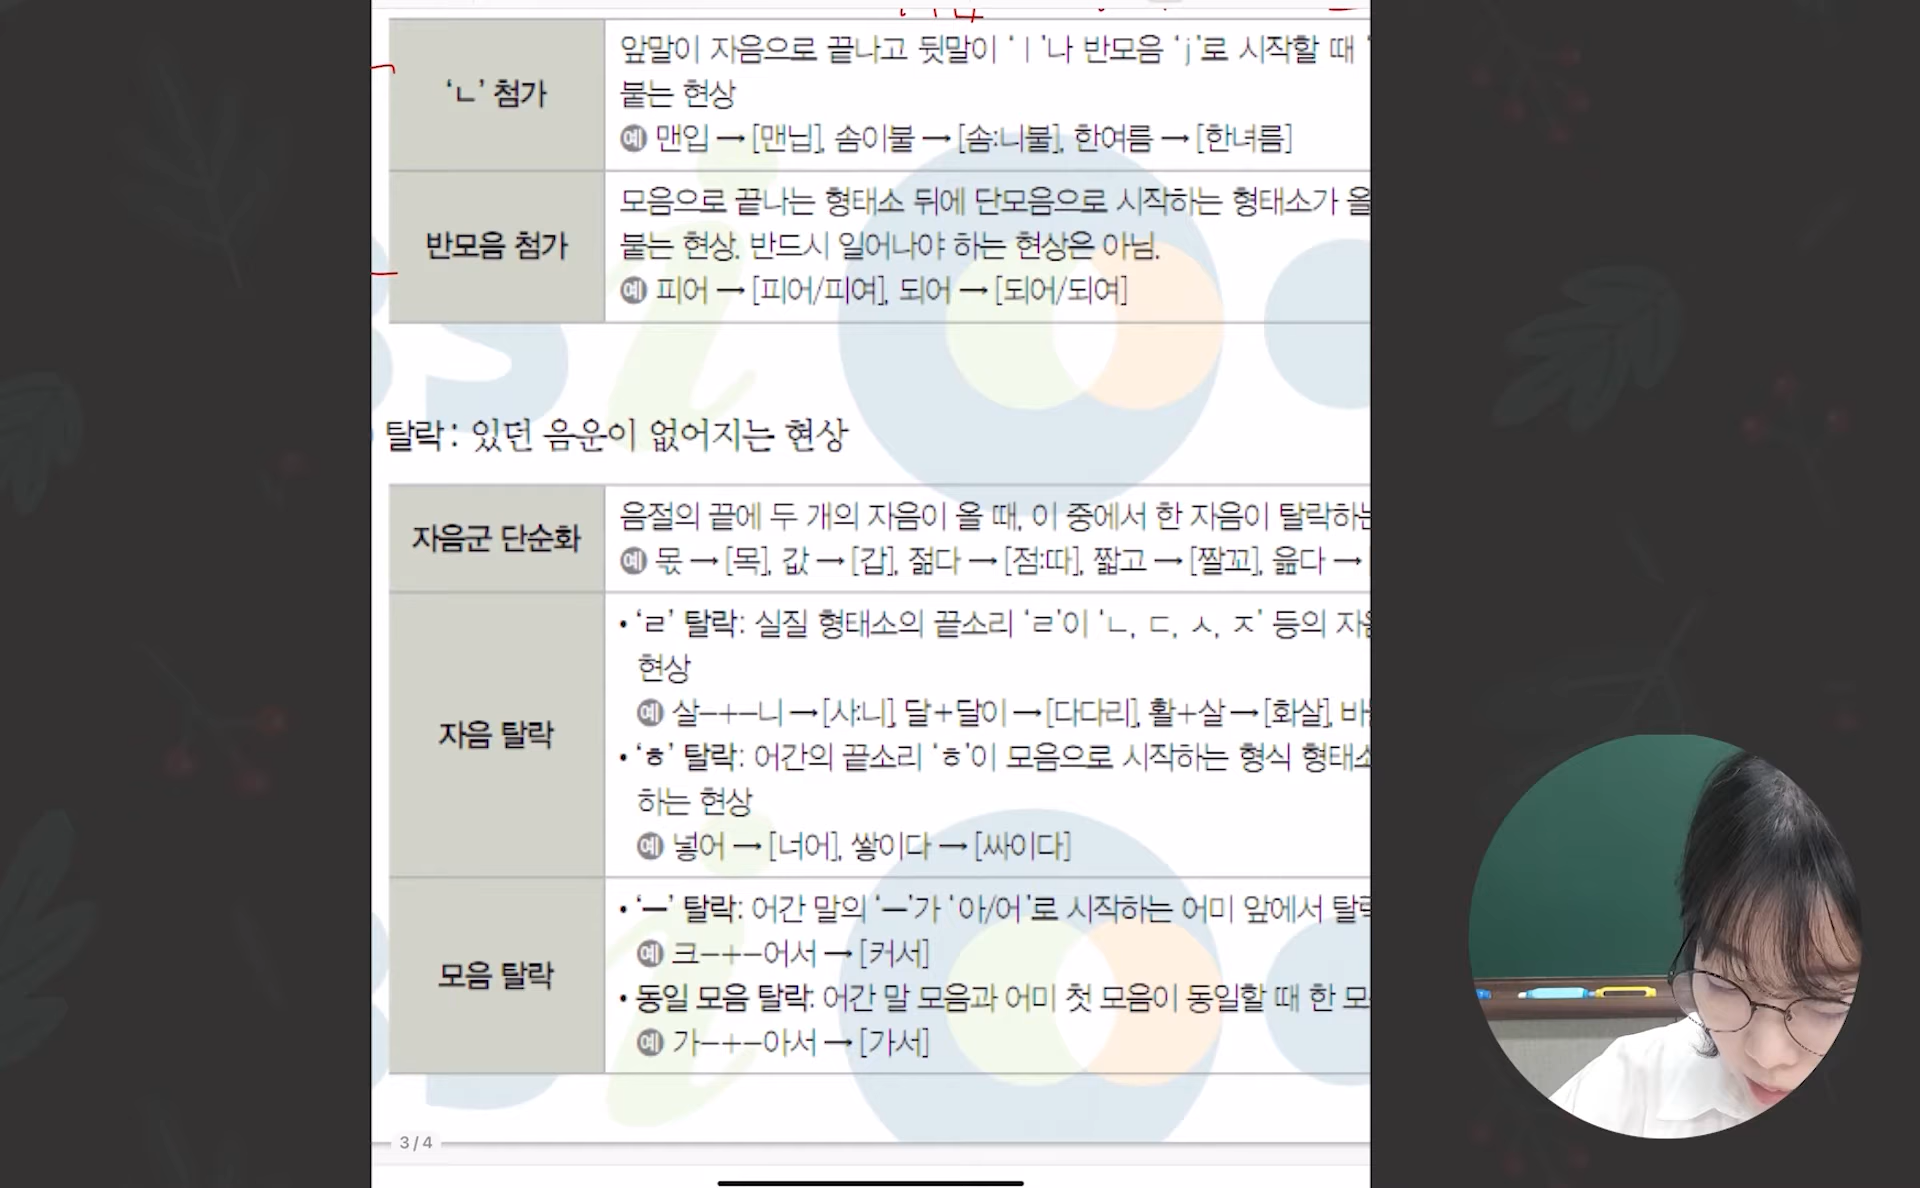 'ㄴ' 첨가
앞말이 자음으로 끝나고 뒷말이 'ㅣ'나 반모음 'j'로 시작할 때 '
붙는 현상
예 맨입 → [맨닙], 솜이불 → [솜:니불], 한여름 → [한녀름]
반모음 첨가
모음으로 끝나는 형태소 뒤에 단모음으로 시작하는 형태소가 올
붙는 현상. 반드시 일어나야 하는 현상은 아님.
예 피어 → [피어/피여], 되어 → [되어/되여]
탈락 : 있던 음운이 없어지는 현상
자음군 단순화
음절의 끝에 두 개의 자음이 올 때, 이 중에서 한 자음이 탈락하는
예 몫 → [목], 값 → [갑], 젊다 → [점:따], 짧고 → [짤꼬], 읊다 →
자음 탈락
• 'ㄹ' 탈락: 실질 형태소의 끝소리 'ㄹ'이 'ㄴ, ㄷ, ㅅ, ㅈ' 등의 자음
현상
예 살-+-니 → [사:니], 달+달이 → [다다리], 활+살 → [화살], 바
• 'ㅎ' 탈락: 어간의 끝소리 'ㅎ'이 모음으로 시작하는 형식 형태소
하는 현상
예 넣어 → [너어], 쌓이다 → [싸이다]
모음 탈락
• 'ㅡ' 탈락: 어간 말의 'ㅡ'가 '아/어'로 시작하는 어미 앞에서 탈락
예 크-+-어서 → [커서]
• 동일 모음 탈락: 어간 말 모음과 어미 첫 모음이 동일할 때 한 모
예 가-+-아서 → [가서]
3/4